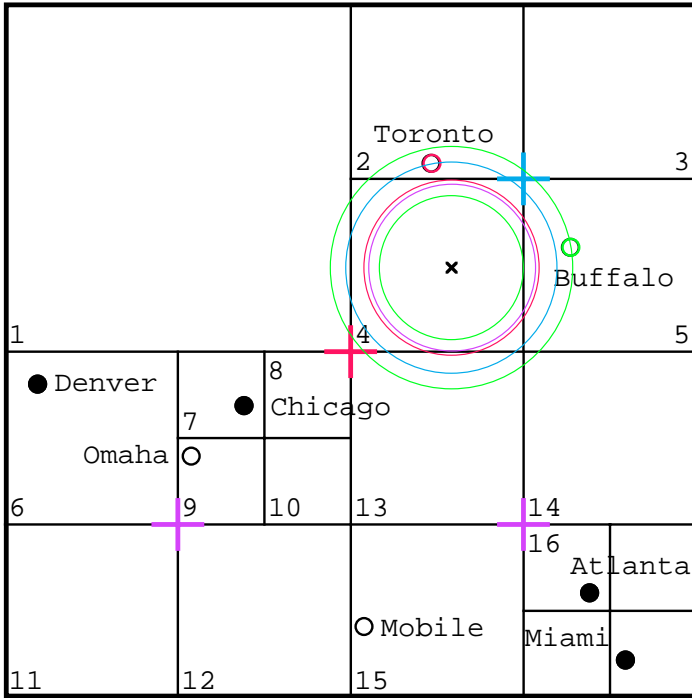 Toronto
2 3
Buffalo
1 4 5
8
Denver
Chicago
7
Omaha
6 9 10 13 14
16
Atlanta
Mobile Miami
11 12 15